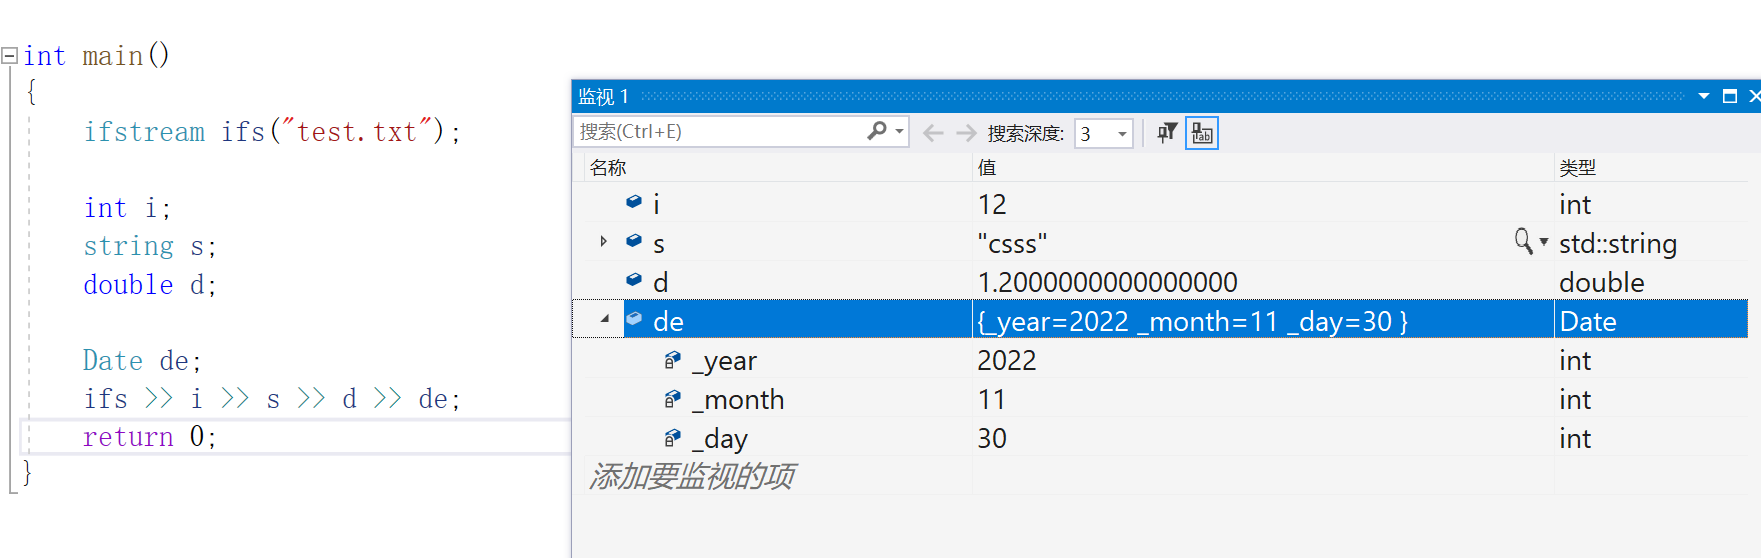 int main()
{
ifstream ifs("test.txt");
int i;
string s;
double d;
Date de;
ifs >> i >> s >> d >> de;
return 0;
}
监视 1
搜索(Ctrl+E)
搜索深度: 3
名称 值 类型
i 12 int
s "csss" std::string
d 1.2000000000000000 double
de {_year=2022 _month=11 _day=30 } Date
_year 2022 int
_month 11 int
_day 30 int
添加要监视的项